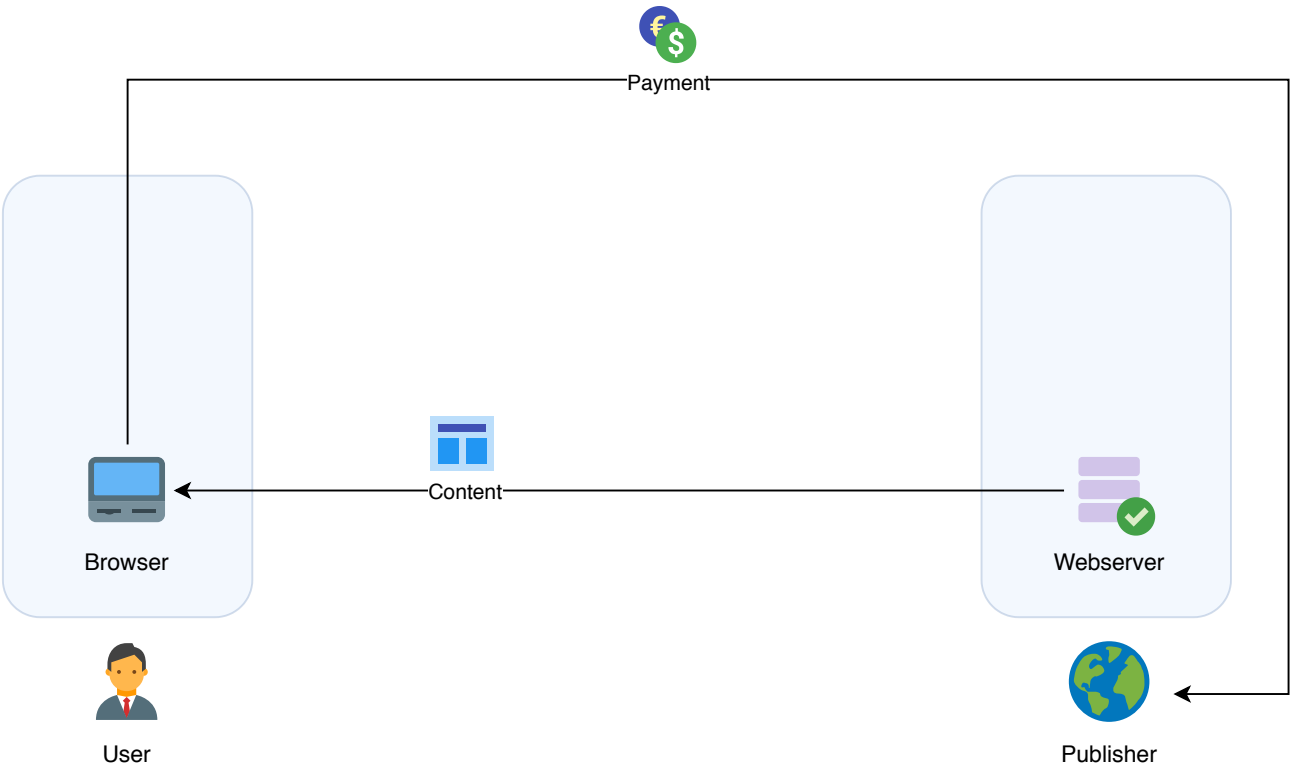 €
$
Payment
Content
Browser
Webserver
User
Publisher